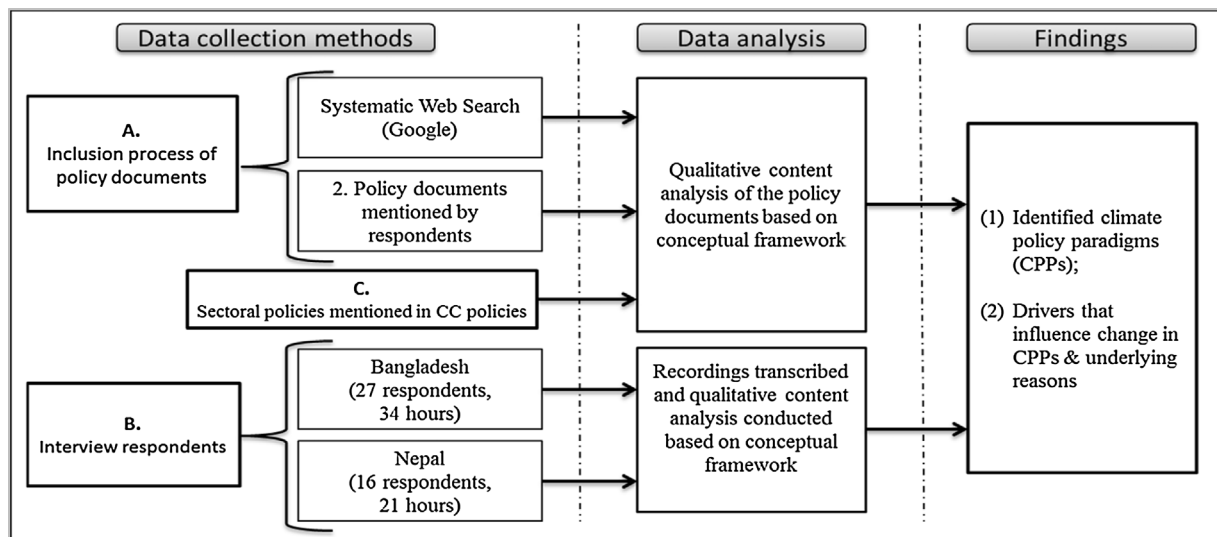 Data collection methods
Data analysis
Findings
A.
Inclusion process of
policy documents
Systematic Web Search
(Google)
2. Policy documents
mentioned by
respondents
C.
Sectoral policies mentioned in CC policies
B.
Interview respondents
Bangladesh
(27 respondents,
34 hours)
Nepal
(16 respondents,
21 hours)
Qualitative content
analysis of the policy
documents based on
conceptual framework
Recordings transcribed
and qualitative content
analysis conducted
based on conceptual
framework
(1) Identified climate
policy paradigms
(CPPs);
(2) Drivers that
influence change in
CPPs & underlying
reasons